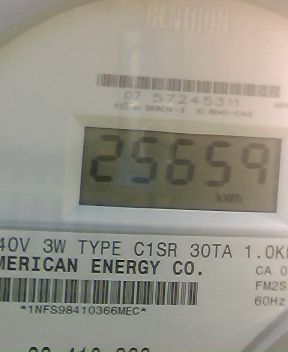 CENTRON
07 57245311
25659
kWh
40V 3W TYPE C1SR 30TA 1.0K
MERICAN ENERGY CO.
CA 0
FM2S
60Hz
*1NFS98410366MEC*